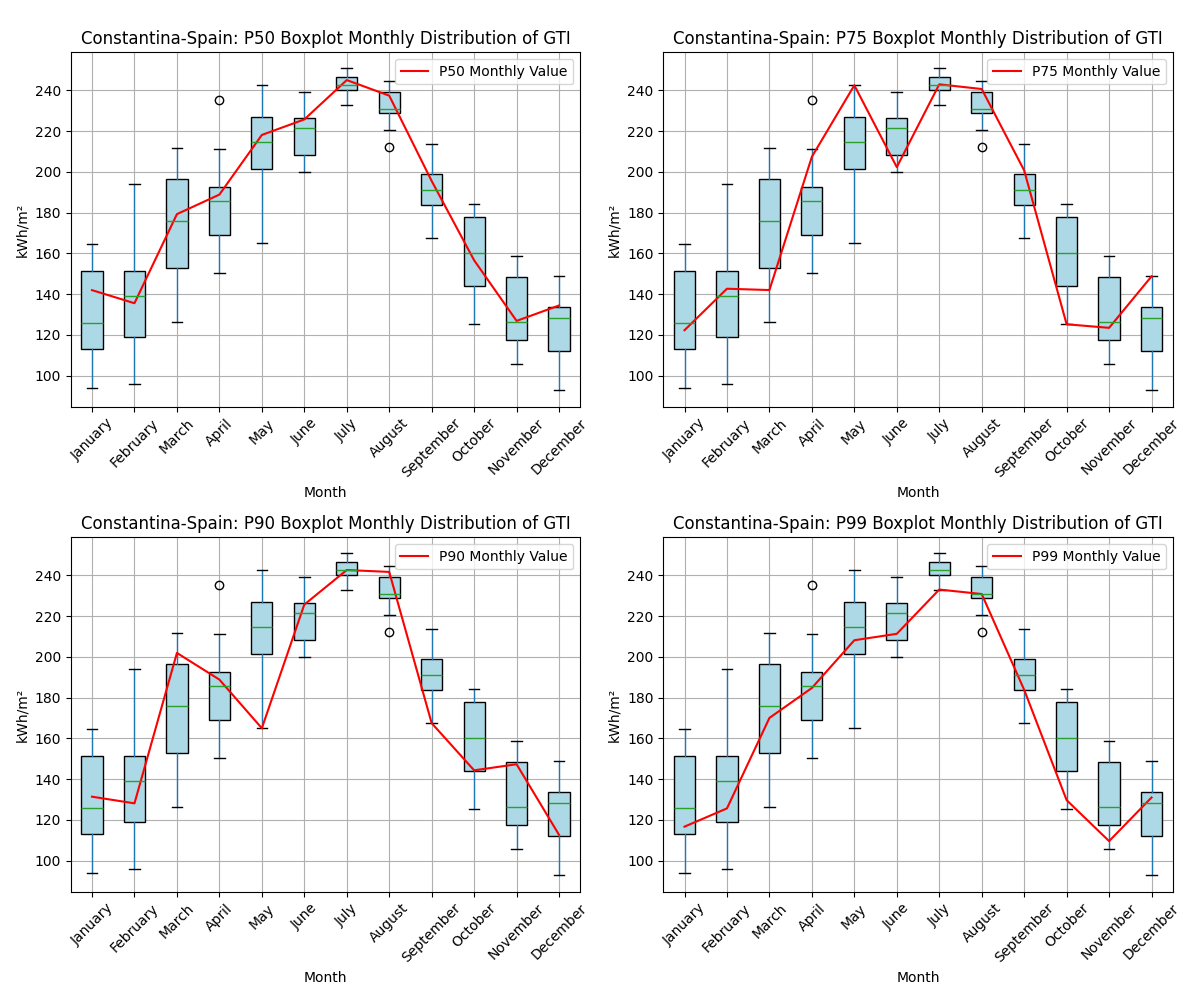 Constantina-Spain: P50 Boxplot Monthly Distribution of GTI
P50 Monthly Value
kWh/m²
240
220
200
180
160
140
120
100
January
February
March
April
May
June
July
August
September
October
November
December
Month
Constantina-Spain: P75 Boxplot Monthly Distribution of GTI
P75 Monthly Value
kWh/m²
240
220
200
180
160
140
120
100
January
February
March
April
May
June
July
August
September
October
November
December
Month
Constantina-Spain: P90 Boxplot Monthly Distribution of GTI
P90 Monthly Value
kWh/m²
240
220
200
180
160
140
120
100
January
February
March
April
May
June
July
August
September
October
November
December
Month
Constantina-Spain: P99 Boxplot Monthly Distribution of GTI
P99 Monthly Value
kWh/m²
240
220
200
180
160
140
120
100
January
February
March
April
May
June
July
August
September
October
November
December
Month